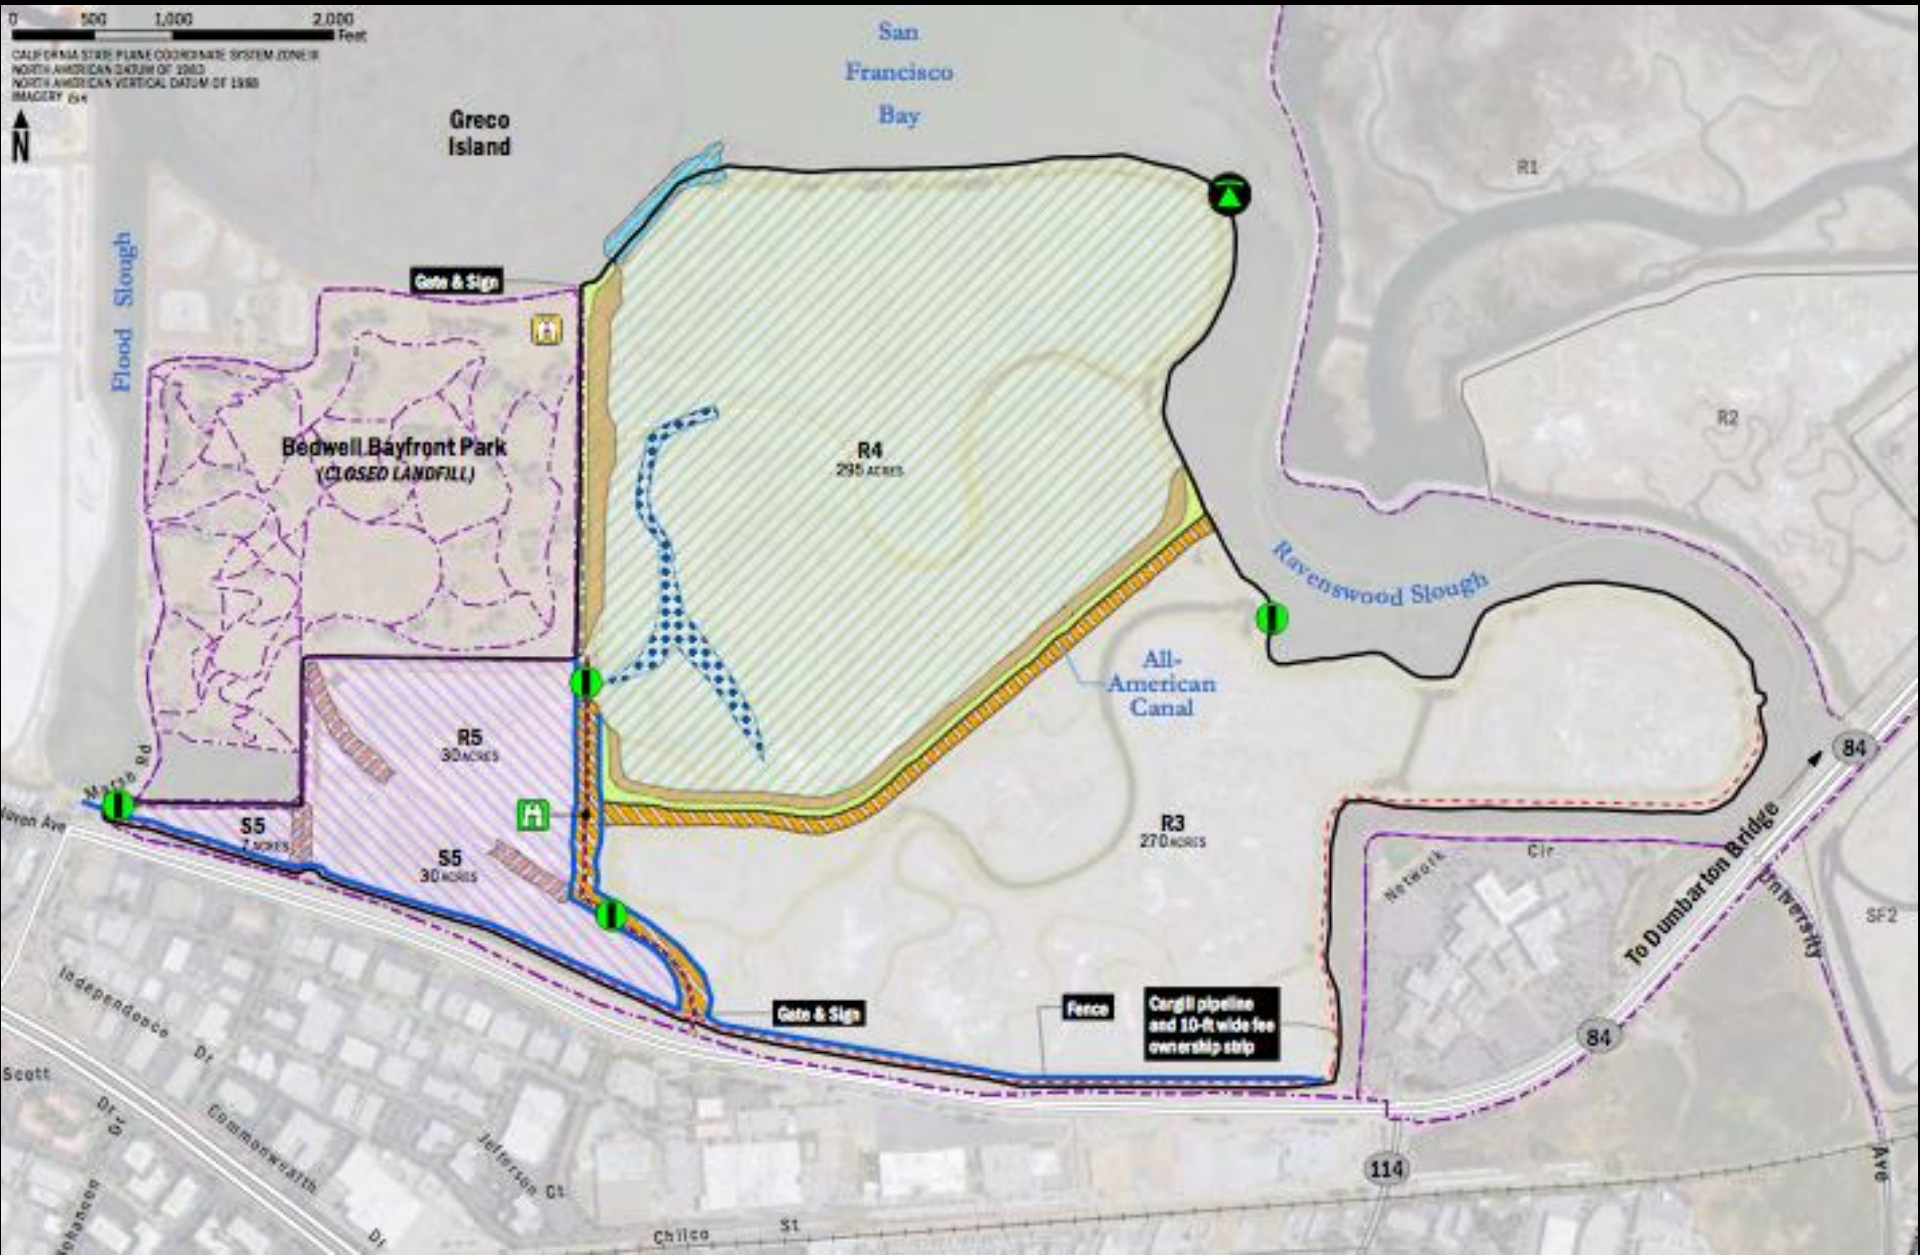 0 500 1,000 2,000
Feet
CALIFORNIA STATE PLANE COORDINATE SYSTEM ZONE III
NORTH AMERICAN DATUM OF 1983
NORTH AMERICAN VERTICAL DATUM OF 1988
IMAGERY Esri
N
San
Francisco
Bay
Greco
Island
R1
Flood Slough
Gate & Sign
R2
Bedwell Bayfront Park
(CLOSED LANDFILL)
R4
295 ACRES
Ravenswood Slough
All-
American
Canal
R5
30 ACRES
Marsh Rd
Haven Ave
S5
7 ACRES
S5
30 ACRES
R3
270 ACRES
84
To Dumbarton Bridge
Network Cir
University
SF2
Gate & Sign
Fence
Cargill pipeline
and 10-ft wide fee
ownership strip
84
Independence Dr
Scott
Dr
Dr
Commonwealth
Dr
Jefferson Ct
114
Ave
Chilco St